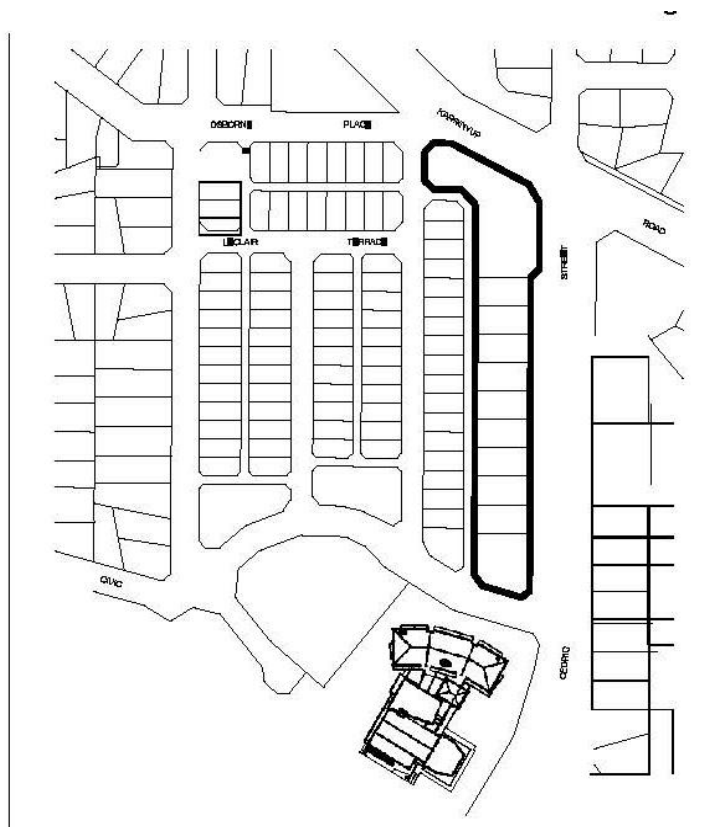 OSBORNE PLACE
KARRINYUP
ROAD
LECLAIR TERRACE
STREET
CIVIC
CEDRIC